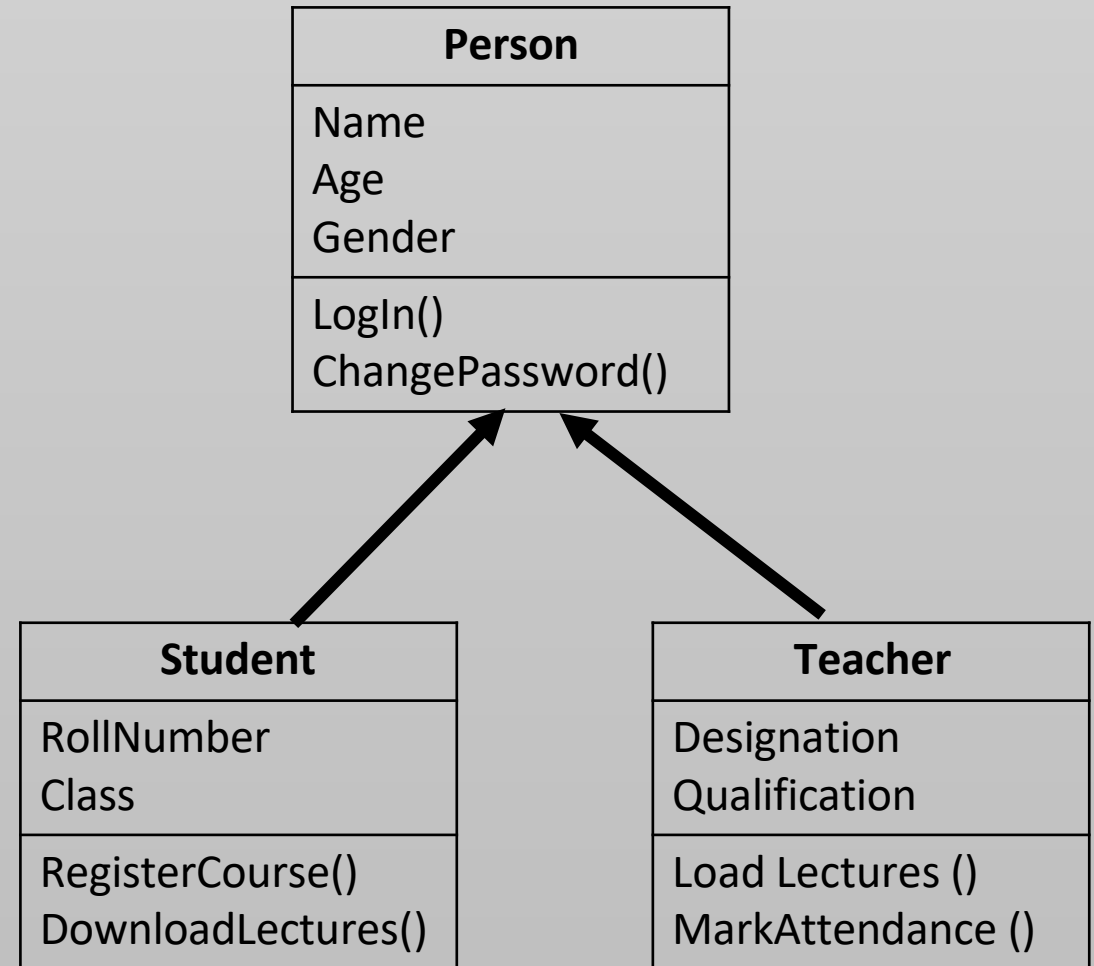 Person
Name
Age
Gender
LogIn()
ChangePassword()
Student
RollNumber
Class
RegisterCourse()
DownloadLectures()
Teacher
Designation
Qualification
Load Lectures ()
MarkAttendance ()